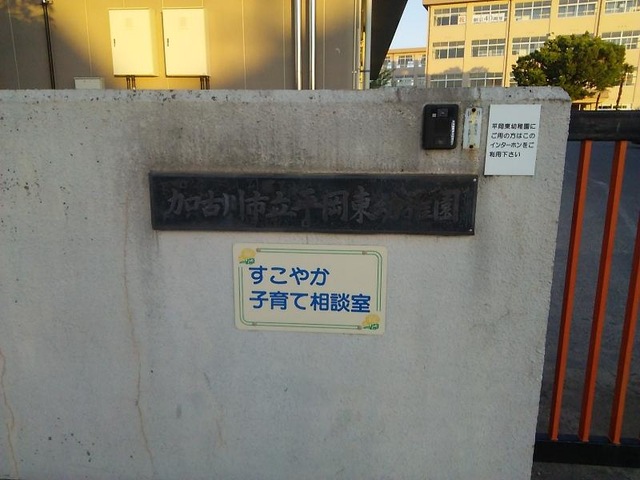 平岡東幼稚園に
ご用の方はこの
インターホンをご
利用下さい
加古川市立平岡東幼稚園
すこやか
子育て相談室